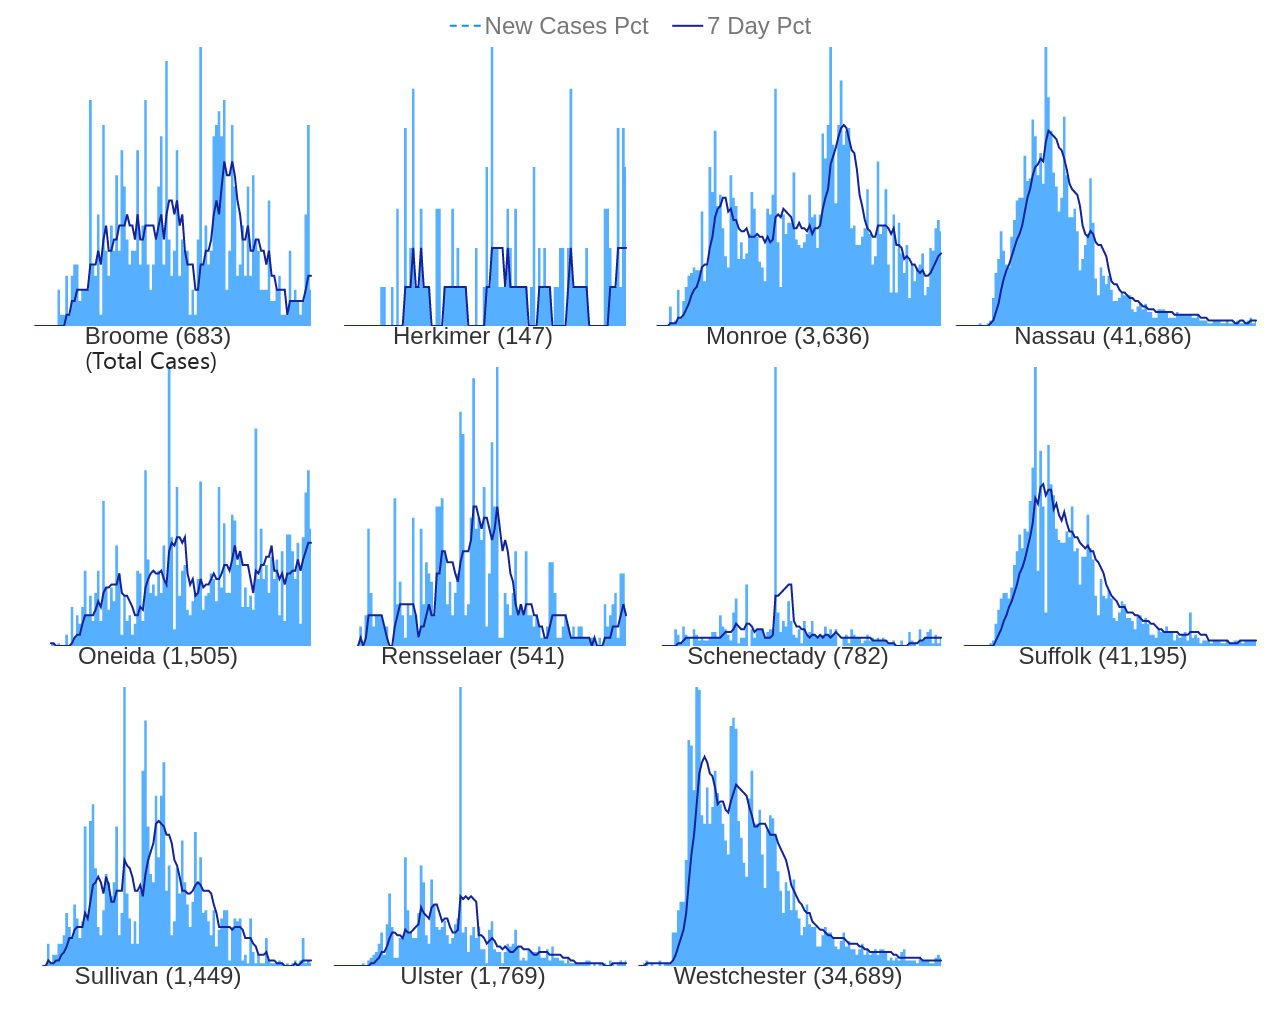 New Cases Pct 7 Day Pct
Broome (683)
(Total Cases)
Herkimer (147)
Monroe (3,636)
Nassau (41,686)
Oneida (1,505)
Rensselaer (541)
Schenectady (782)
Suffolk (41,195)
Sullivan (1,449)
Ulster (1,769)
Westchester (34,689)